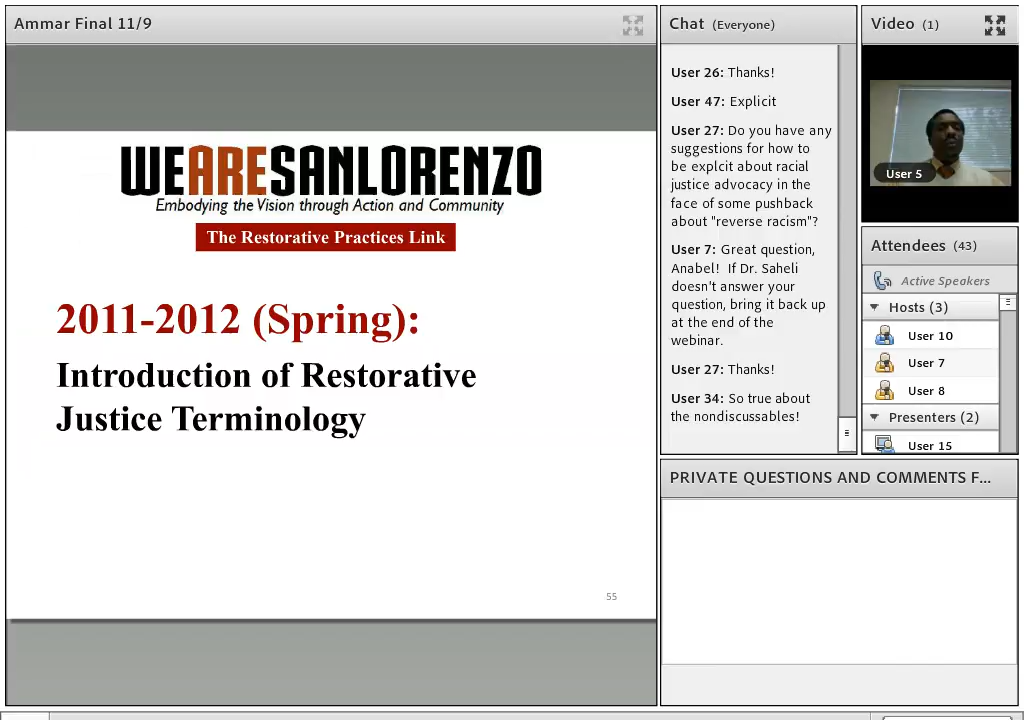 Ammar Final 11/9
WEARESANLORENZO
Embodying the Vision through Action and Community
The Restorative Practices Link
2011-2012 (Spring):
Introduction of Restorative
Justice Terminology
55
Chat (Everyone)
User 26: Thanks!
User 47: Explicit
User 27: Do you have any
suggestions for how to
be explcit about racial
justice advocacy in the
face of some pushback
about "reverse racism"?
User 7: Great question,
Anabel! If Dr. Saheli
doesn't answer your
question, bring it back up
at the end of the
webinar.
User 27: Thanks!
User 34: So true about
the nondiscussables!
Video (1)
User 5
Attendees (43)
Active Speakers
Hosts (3)
User 10
User 7
User 8
Presenters (2)
User 15
PRIVATE QUESTIONS AND COMMENTS F...